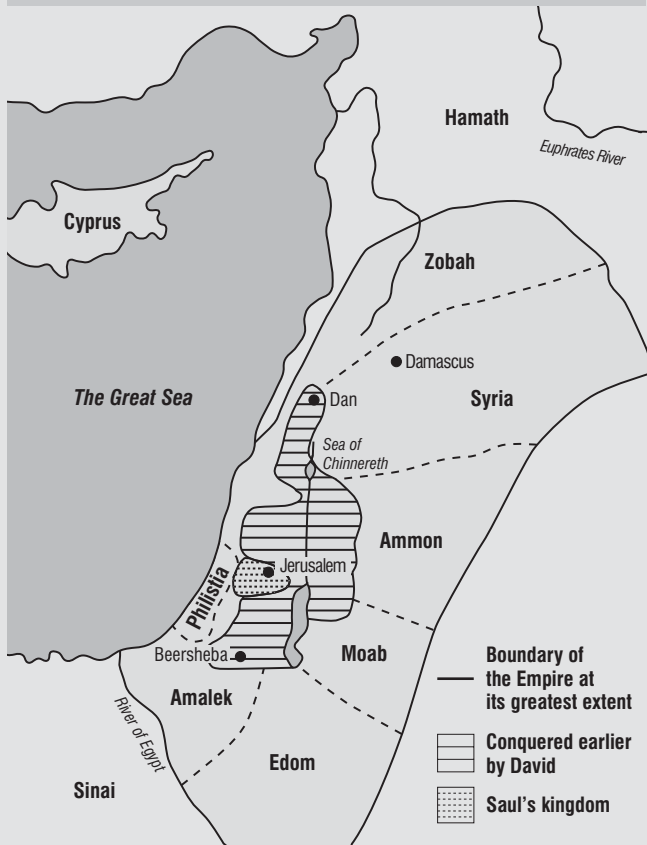 Hamath
Euphrates River
Cyprus
Zobah
Damascus
The Great Sea
Dan
Syria
Sea of
Chinnereth
Ammon
Jerusalem
Philistia
Beersheba
Moab
Amalek
River of Egypt
Edom
Sinai
Boundary of
the Empire at
its greatest extent
Conquered earlier
by David
Saul's kingdom